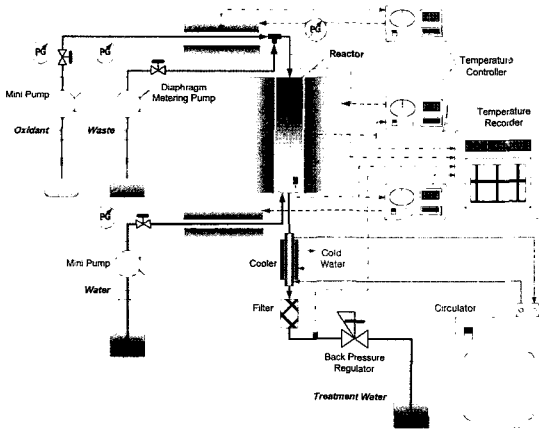 PG
PG
PG
PG
Reactor
Temperature
Controller
Mini Pump
Diaphragm
Metering Pump
Temperature
Recorder
Oxidant
Waste
PG
Mini Pump
Cooler
Cold
Water
Water
Filter
Circulator
Back Pressure
Regulator
Treatment Water